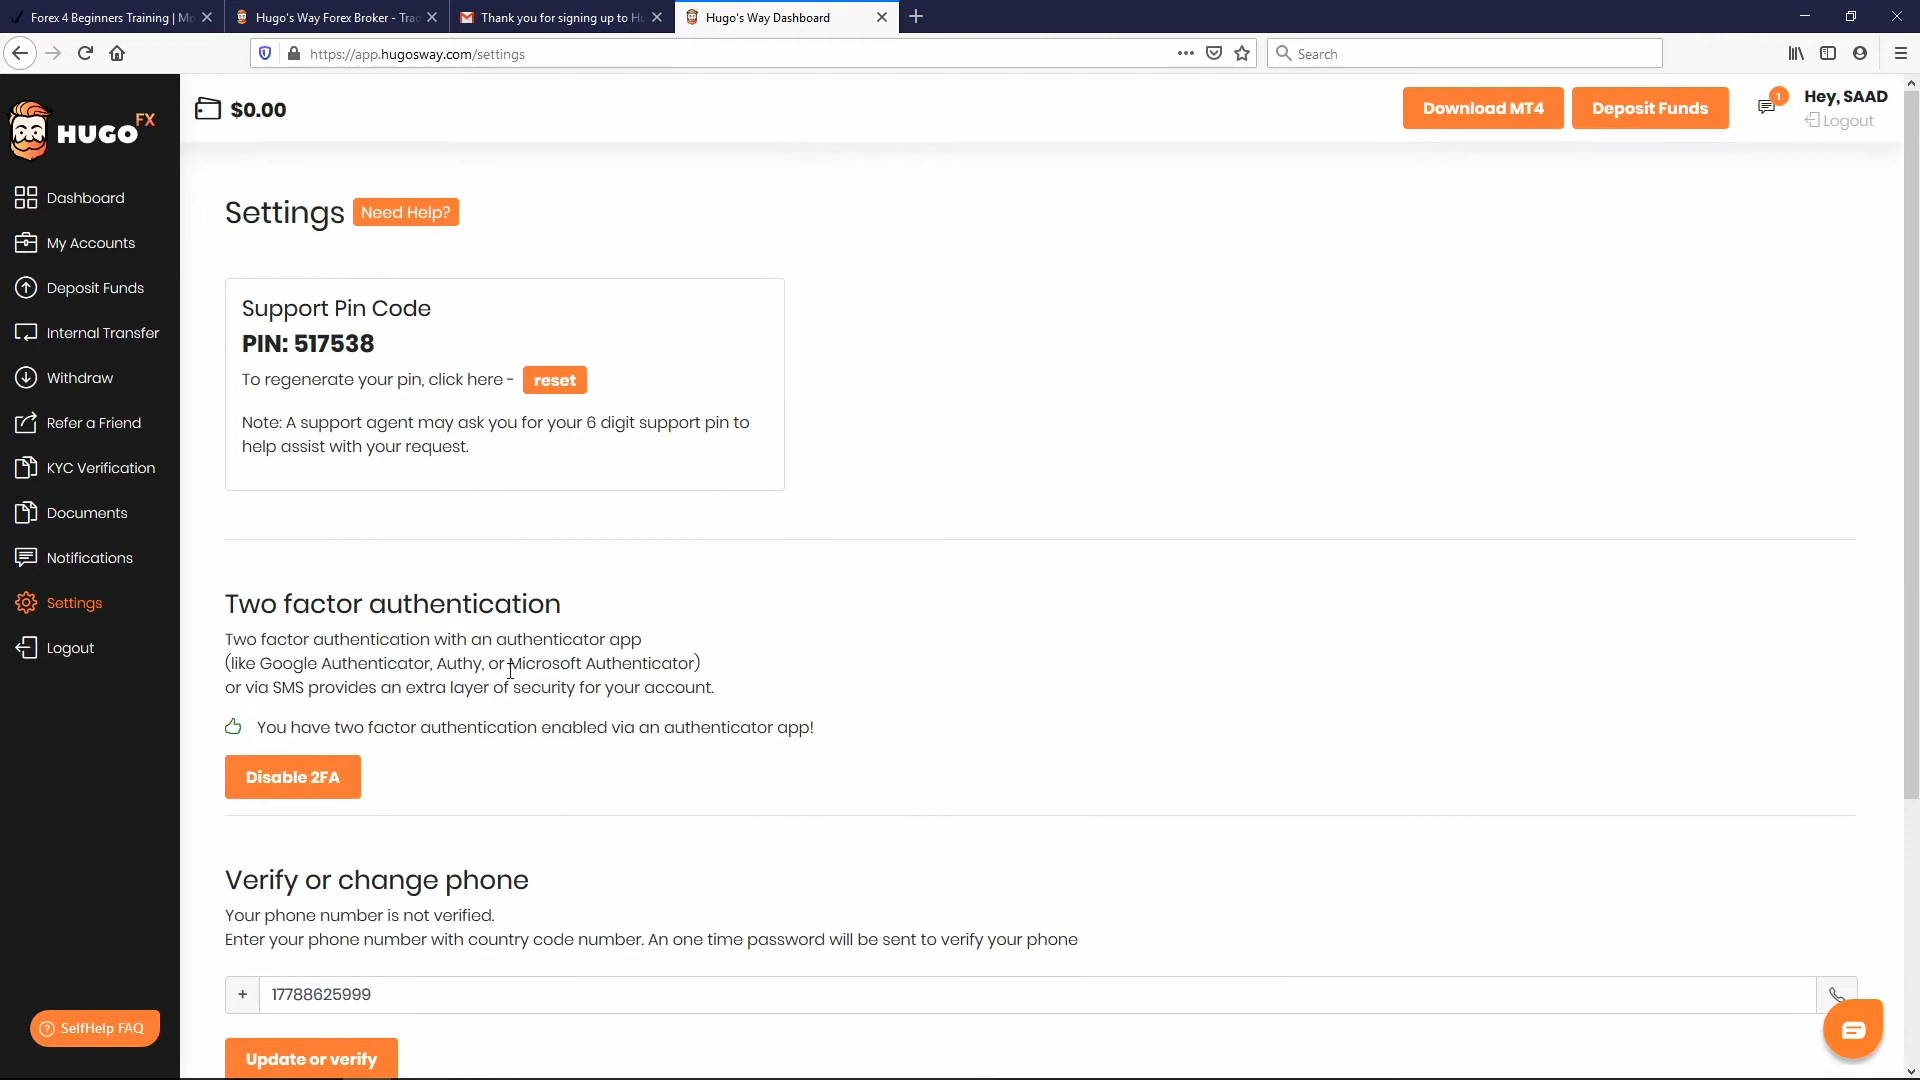 Forex 4 Beginners Training | Mo
Hugo's Way Forex Broker - Trad
Thank you for signing up to Hu
Hugo's Way Dashboard
https://app.hugosway.com/settings
Search
HUGO FX
$0.00
Download MT4
Deposit Funds
1
Hey, SAAD
Logout
Dashboard
My Accounts
Deposit Funds
Internal Transfer
Withdraw
Refer a Friend
KYC Verification
Documents
Notifications
Settings
Logout
SelfHelp FAQ
Settings
Need Help?
Support Pin Code
PIN: 517538
To regenerate your pin, click here -
reset
Note: A support agent may ask you for your 6 digit support pin to
help assist with your request.
Two factor authentication
Two factor authentication with an authenticator app
(like Google Authenticator, Authy, or Microsoft Authenticator)
or via SMS provides an extra layer of security for your account.
You have two factor authentication enabled via an authenticator app!
Disable 2FA
Verify or change phone
Your phone number is not verified.
Enter your phone number with country code number. An one time password will be sent to verify your phone
+
17788625999
Update or verify